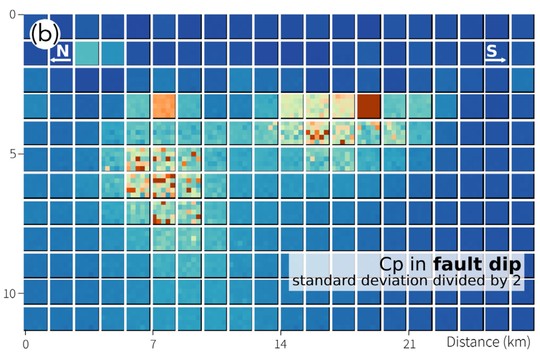 0
(b)
N
S
5
Cp in fault dip
standard deviation divided by 2
10
0
7
14
21
Distance (km)